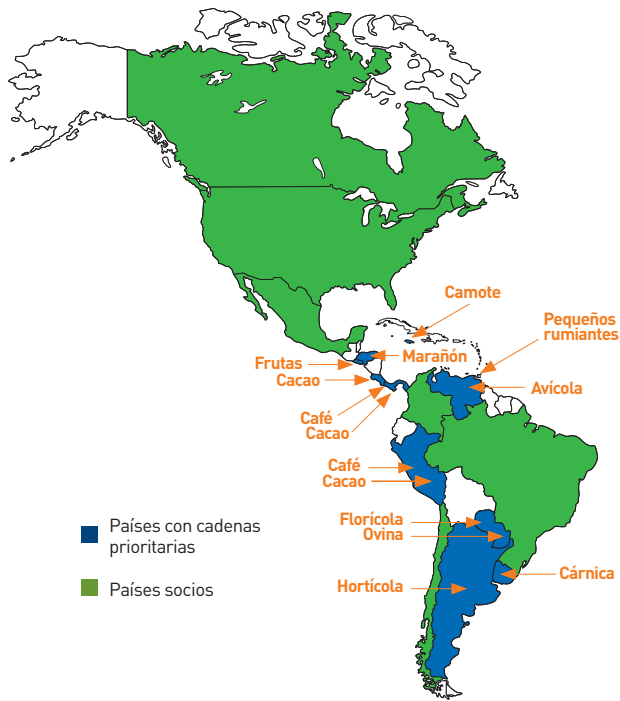 Camote
Pequeños
rumiantes
Marañón
Frutas
Cacao
Avícola
Café
Cacao
Café
Cacao
Florícola
Ovina
Cárnica
Hortícola
Países con cadenas
prioritarias
Países socios